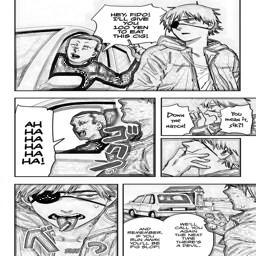 HEY, FIDO!
I'LL GIVE
YOU
100 YEN
TO EAT
THIS CIG!
AH
HA
HA
HA
HA
HA!
DOWN
THE
HATCH!
YOU MEAN IT,
SIR?!
AND
REMEMBER,
IF YOU
RUN AWAY,
YOU'LL BE
PIG SLOP.
WE'LL
CALL YOU
AGAIN
THE NEXT
TIME
THERE'S
A DEVIL.